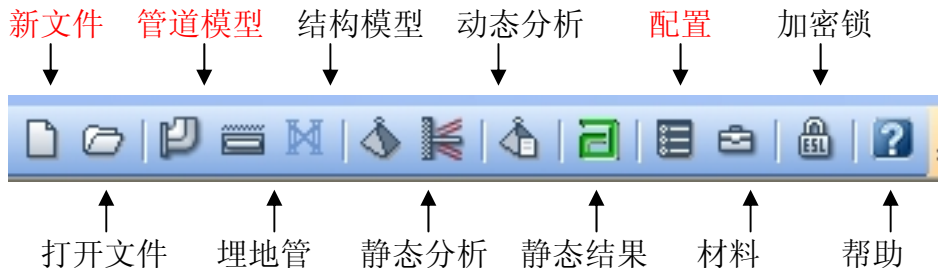 新文件 管道模型 结构模型 动态分析 配置 加密锁
ESL ?
打开文件 埋地管 静态分析 静态结果 材料 帮助